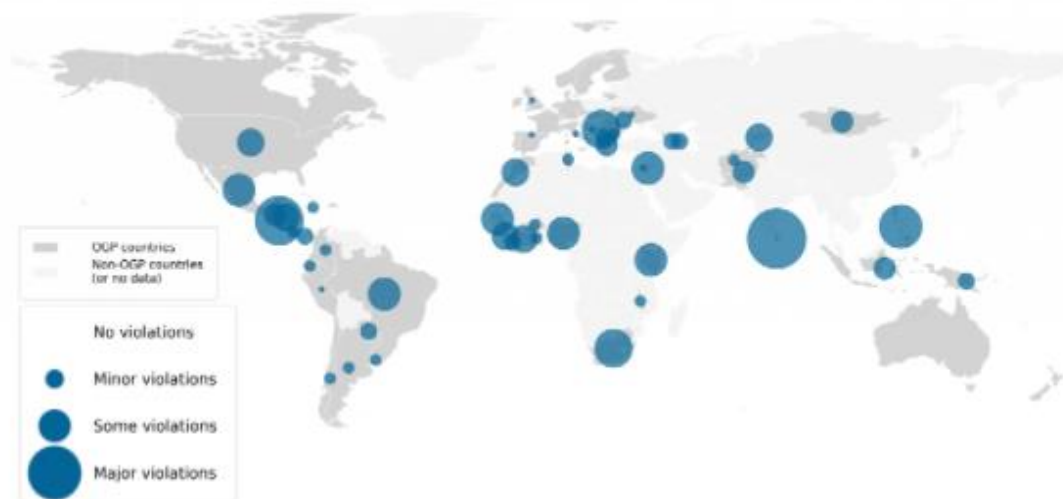 OGP countries
Non-OGP countries
(or no data)
No violations
Minor violations
Some violations
Major violations